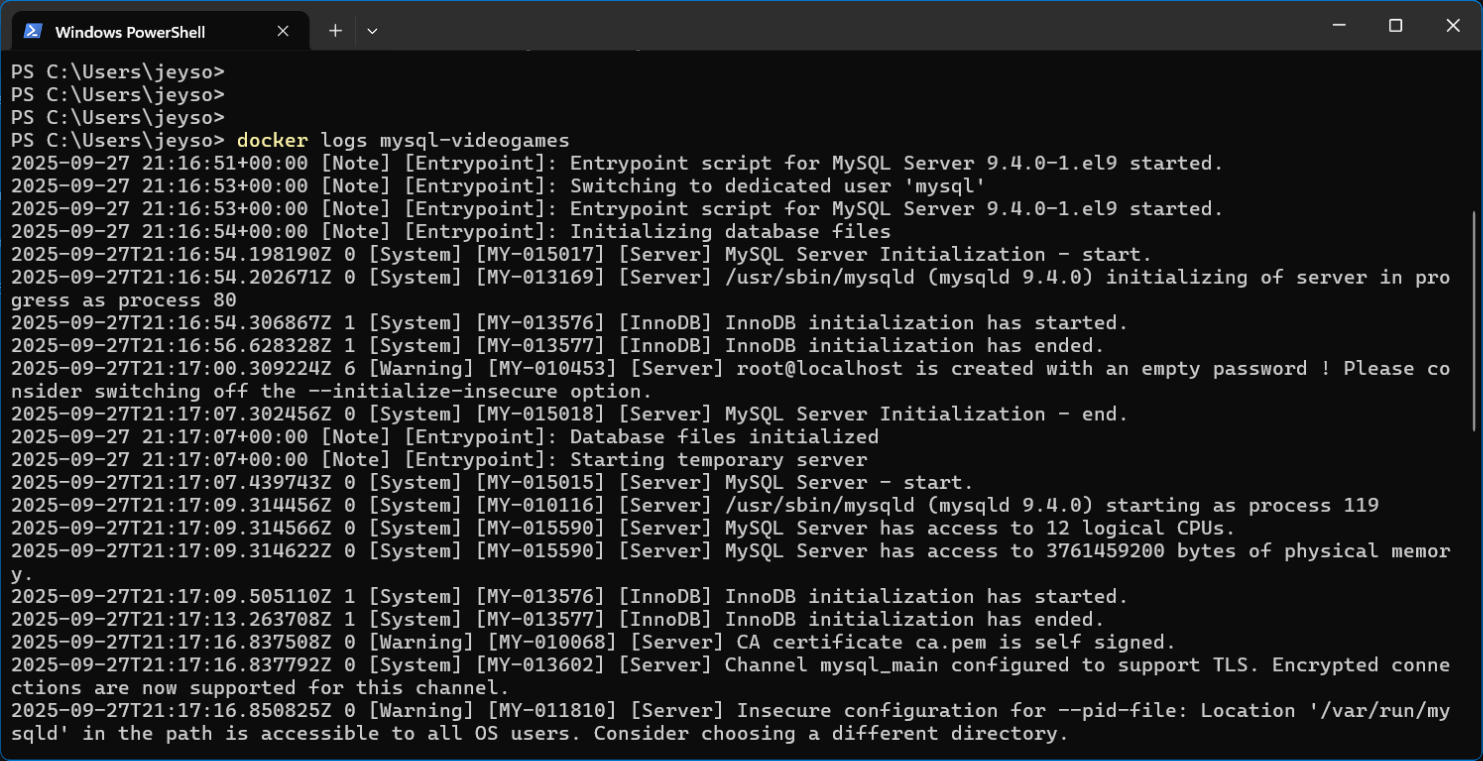 Windows PowerShell
PS C:\Users\jeyso>
PS C:\Users\jeyso>
PS C:\Users\jeyso>
PS C:\Users\jeyso> docker logs mysql-videogames
2025-09-27 21:16:51+00:00 [Note] [Entrypoint]: Entrypoint script for MySQL Server 9.4.0-1.el9 started.
2025-09-27 21:16:53+00:00 [Note] [Entrypoint]: Switching to dedicated user 'mysql'
2025-09-27 21:16:53+00:00 [Note] [Entrypoint]: Entrypoint script for MySQL Server 9.4.0-1.el9 started.
2025-09-27 21:16:54+00:00 [Note] [Entrypoint]: Initializing database files
2025-09-27T21:16:54.198190Z 0 [System] [MY-015017] [Server] MySQL Server Initialization - start.
2025-09-27T21:16:54.202671Z 0 [System] [MY-013169] [Server] /usr/sbin/mysqld (mysqld 9.4.0) initializing of server in pro
gress as process 80
2025-09-27T21:16:54.306867Z 1 [System] [MY-013576] [InnoDB] InnoDB initialization has started.
2025-09-27T21:16:56.628328Z 1 [System] [MY-013577] [InnoDB] InnoDB initialization has ended.
2025-09-27T21:17:00.309224Z 6 [Warning] [MY-010453] [Server] root@localhost is created with an empty password ! Please co
nsider switching off the --initialize-insecure option.
2025-09-27T21:17:07.302456Z 0 [System] [MY-015018] [Server] MySQL Server Initialization - end.
2025-09-27 21:17:07+00:00 [Note] [Entrypoint]: Database files initialized
2025-09-27 21:17:07+00:00 [Note] [Entrypoint]: Starting temporary server
2025-09-27T21:17:07.439743Z 0 [System] [MY-015015] [Server] MySQL Server - start.
2025-09-27T21:17:09.314456Z 0 [System] [MY-010116] [Server] /usr/sbin/mysqld (mysqld 9.4.0) starting as process 119
2025-09-27T21:17:09.314566Z 0 [System] [MY-015590] [Server] MySQL Server has access to 12 logical CPUs.
2025-09-27T21:17:09.314622Z 0 [System] [MY-015590] [Server] MySQL Server has access to 3761459200 bytes of physical memor
y.
2025-09-27T21:17:09.505110Z 1 [System] [MY-013576] [InnoDB] InnoDB initialization has started.
2025-09-27T21:17:13.263708Z 1 [System] [MY-013577] [InnoDB] InnoDB initialization has ended.
2025-09-27T21:17:16.837508Z 0 [Warning] [MY-010068] [Server] CA certificate ca.pem is self signed.
2025-09-27T21:17:16.837792Z 0 [System] [MY-013602] [Server] Channel mysql_main configured to support TLS. Encrypted conne
ctions are now supported for this channel.
2025-09-27T21:17:16.850825Z 0 [Warning] [MY-011810] [Server] Insecure configuration for --pid-file: Location '/var/run/my
sqld' in the path is accessible to all OS users. Consider choosing a different directory.